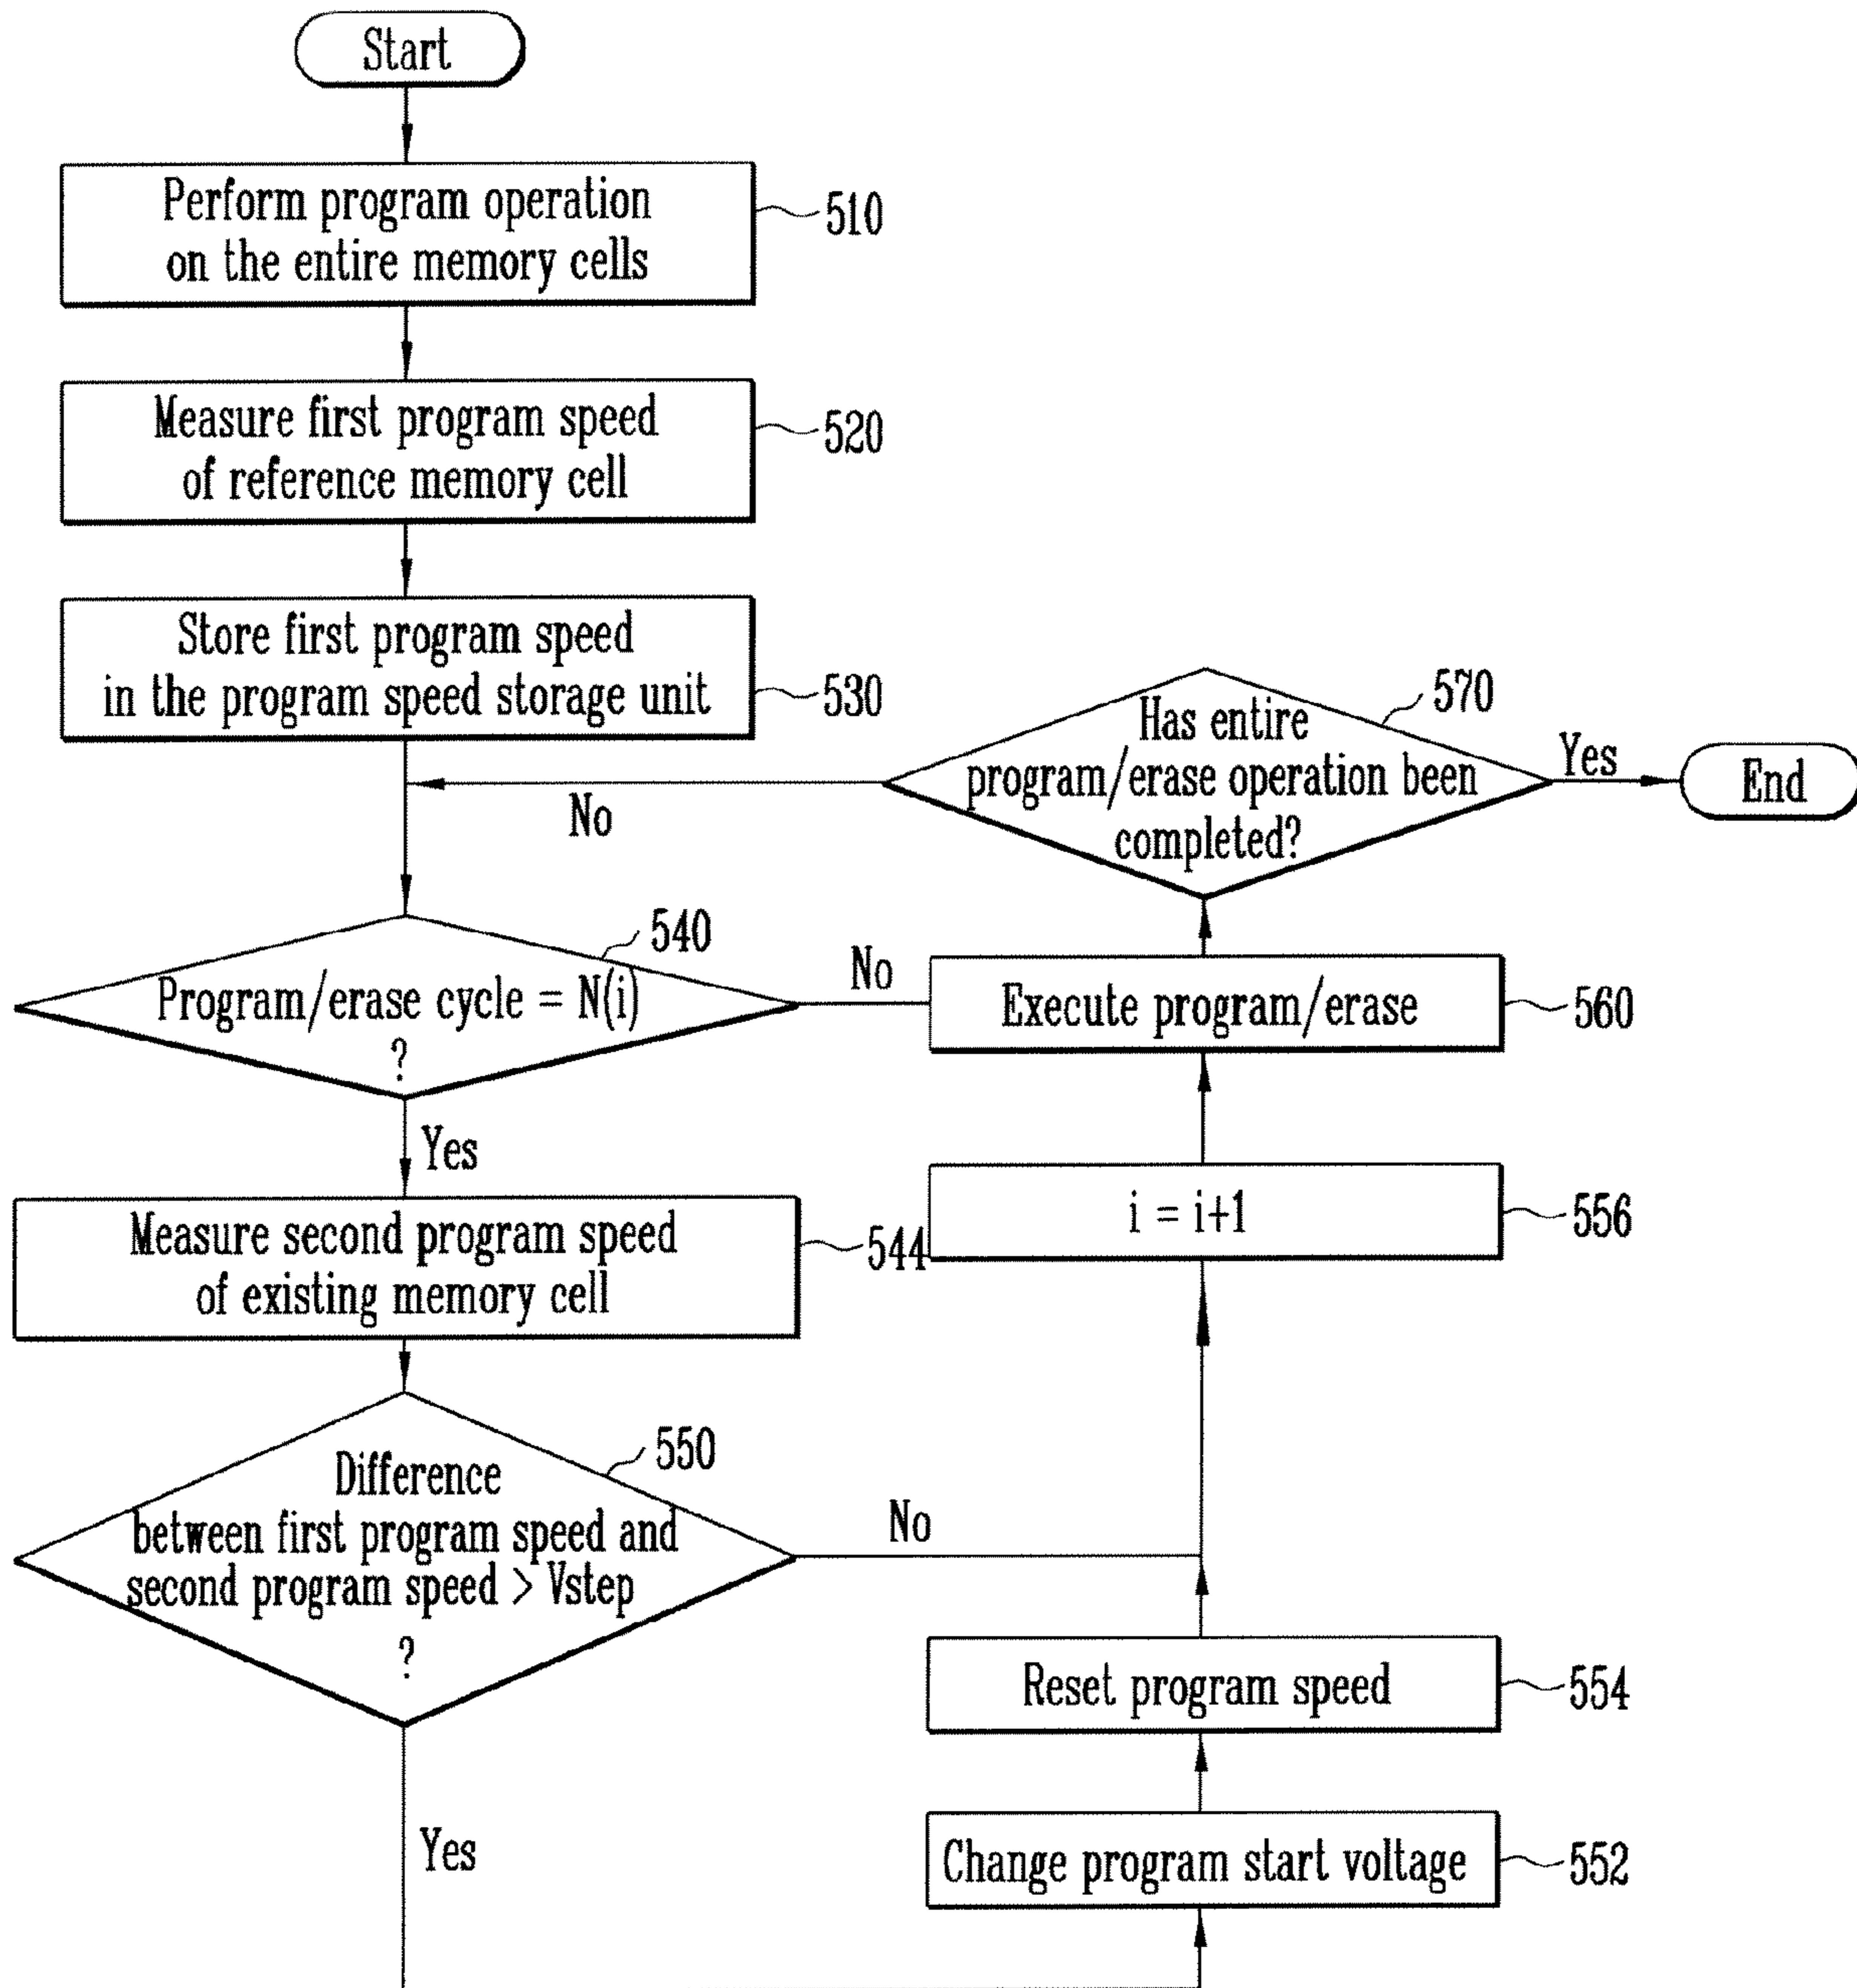 Start
Perform program operation
on the entire memory cells
510
Measure first program speed
of reference memory cell
520
Store first program speed
in the program speed storage unit
530
570
Has entire
program/erase operation been
completed?
Yes
End
No
540
Program/erase cycle = N(i)
?
No
Execute program/erase
560
Yes
Measure second program speed
of existing memory cell
544
i = i+1
556
550
Difference
between first program speed and
second program speed > Vstep
?
No
Reset program speed
554
Yes
Change program start voltage
552